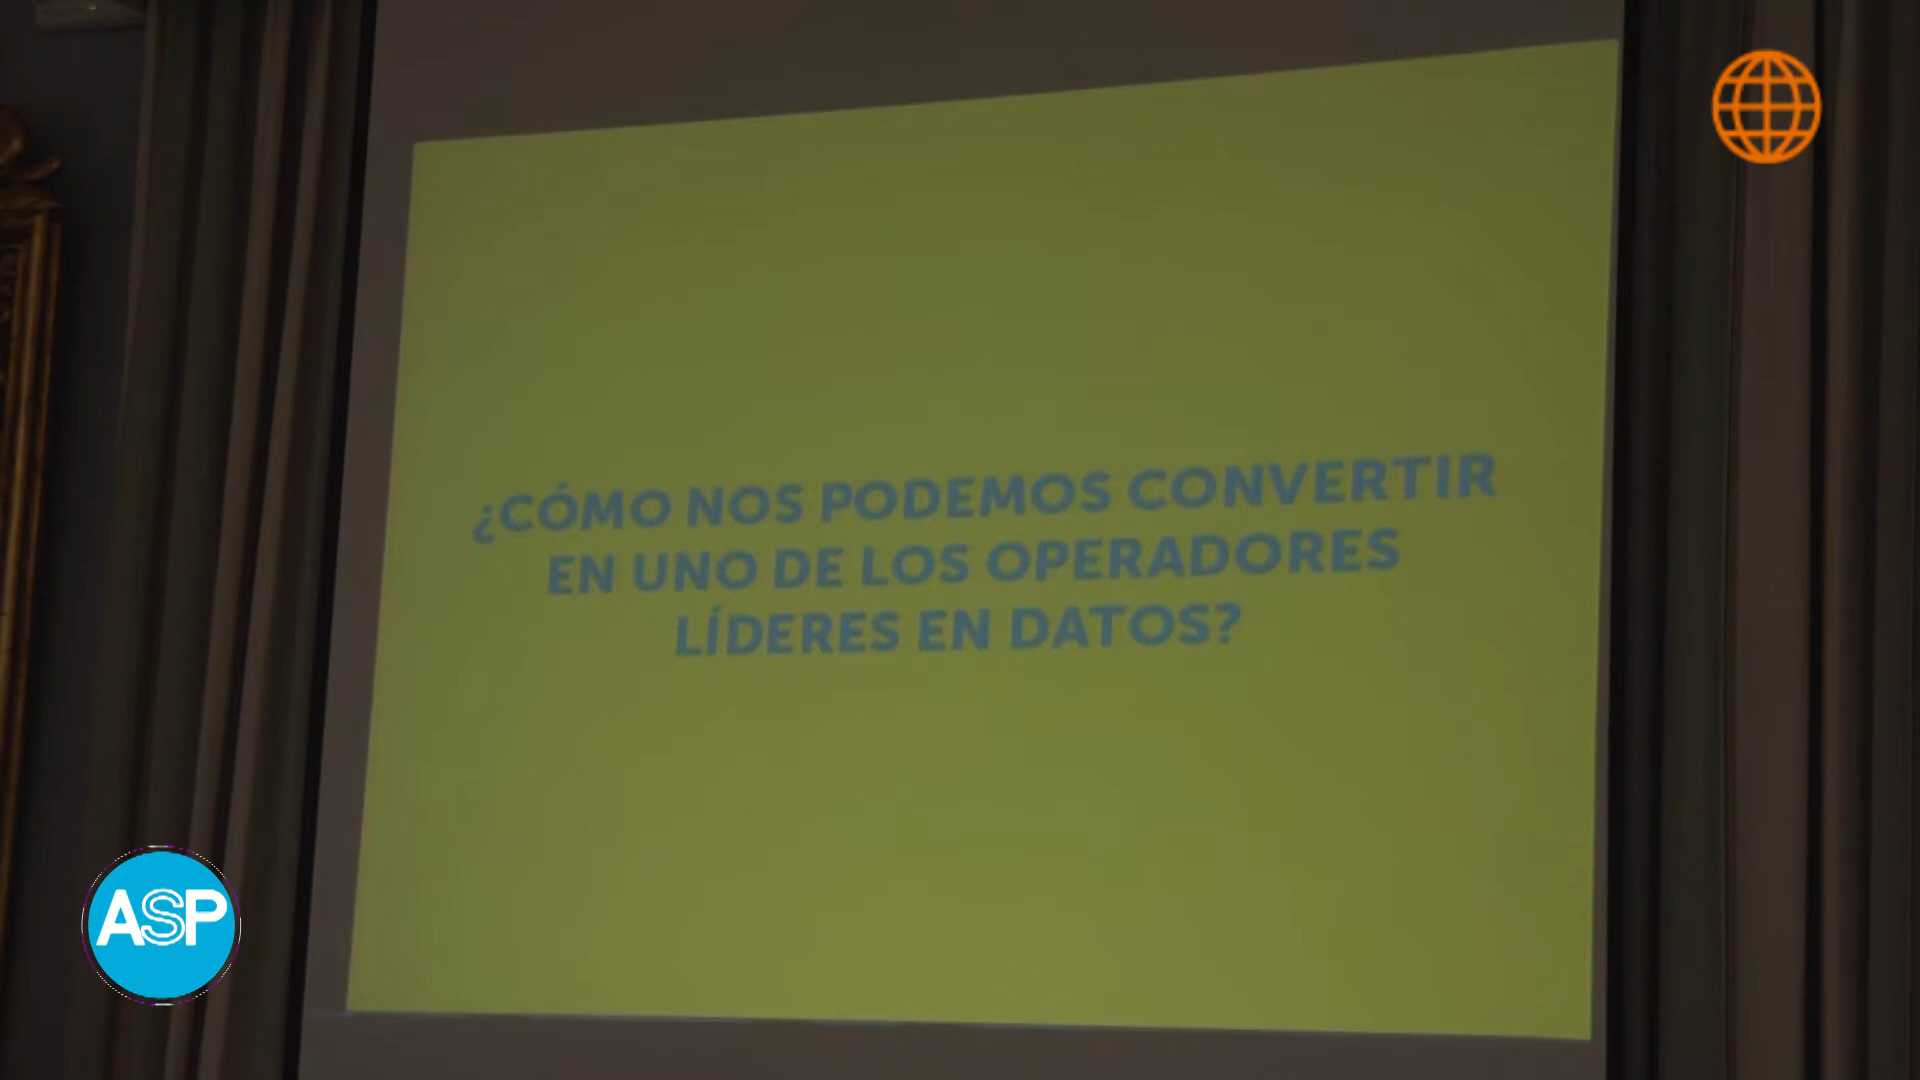 ¿CÓMO NOS PODEMOS CONVERTIR
EN UNO DE LOS OPERADORES
LÍDERES EN DATOS?
ASP